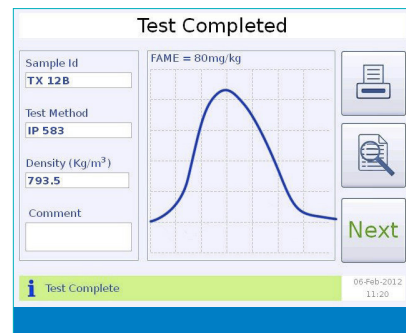 Test Completed
Sample Id
TX 12B
Test Method
IP 583
Density (Kg/m³)
793.5
Comment
FAME = 80mg/kg
Next
Test Complete
06-Feb-2012
11:20